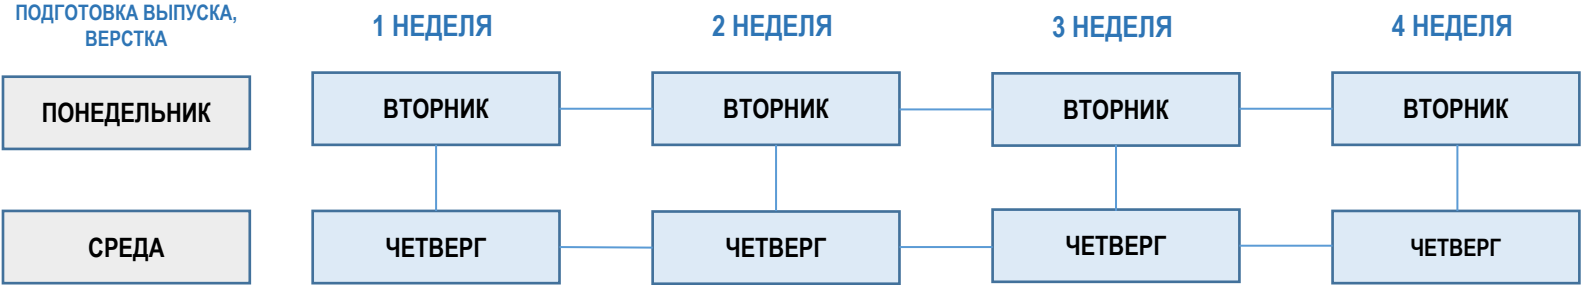 ПОДГОТОВКА ВЫПУСКА,
ВЕРСТКА
1 НЕДЕЛЯ
2 НЕДЕЛЯ
3 НЕДЕЛЯ
4 НЕДЕЛЯ
ПОНЕДЕЛЬНИК
ВТОРНИК
ВТОРНИК
ВТОРНИК
ВТОРНИК
СРЕДА
ЧЕТВЕРГ
ЧЕТВЕРГ
ЧЕТВЕРГ
ЧЕТВЕРГ